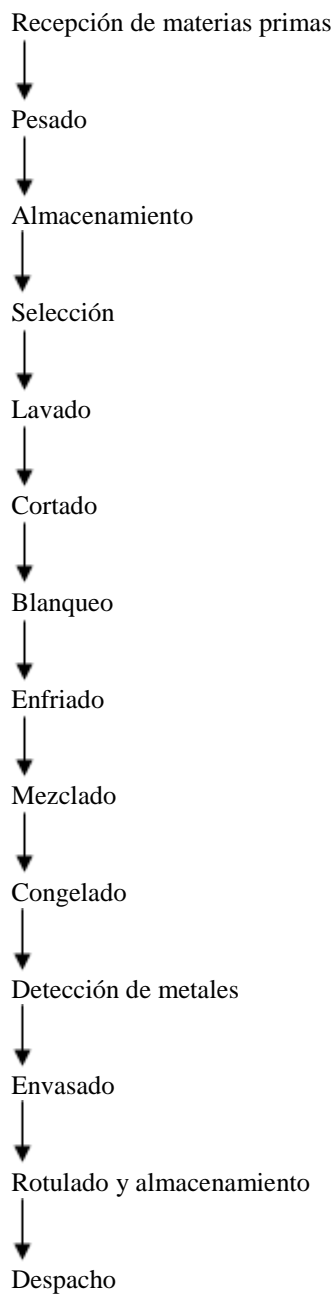 Recepción de materias primas
Pesado
Almacenamiento
Selección
Lavado
Cortado
Blanqueo
Enfriado
Mezclado
Congelado
Detección de metales
Envasado
Rotulado y almacenamiento
Despacho